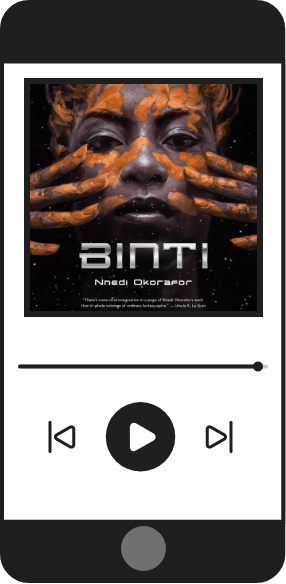 BINTI
Nnedi Okorafor
"There's more vivid imagination in a page of Nnedi Okorafor's work
than in whole volumes of ordinary fantasy epics." — Ursula K. Le Guin